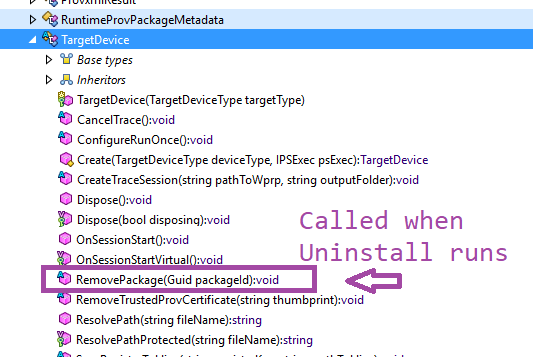 ProvxmlResult
RuntimeProvPackageMetadata
TargetDevice
Base types
Inheritors
TargetDevice(TargetDeviceType targetType)
CancelTrace():void
ConfigureRunOnce():void
Create(TargetDeviceType deviceType, IPSExec psExec):TargetDevice
CreateTraceSession(string pathToWprp, string outputFolder):void
Dispose():void
Dispose(bool disposing):void
OnSessionStart():void
OnSessionStartVirtual():void
RemovePackage(Guid packageId):void
RemoveTrustedProvCertificate(string thumbprint):void
ResolvePath(string fileName):string
ResolvePathProtected(string fileName):string
Called when
Uninstall runs